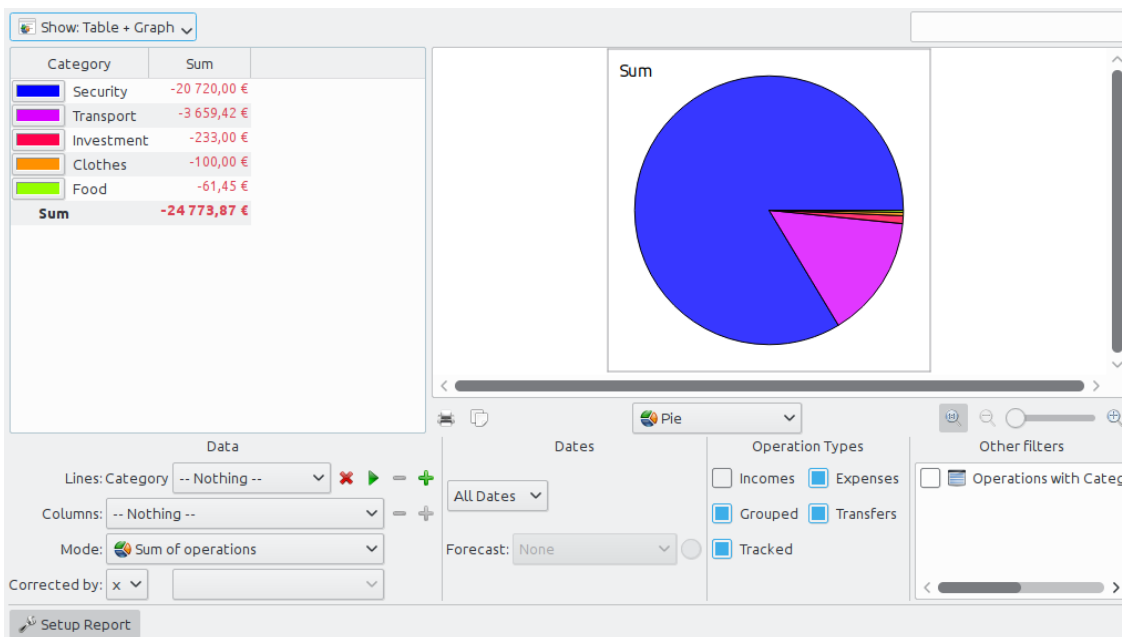 Show: Table + Graph
Category Sum
Security -20 720,00 €
Transport -3 659,42 €
Investment -233,00 €
Clothes -100,00 €
Food -61,45 €
Sum -24 773,87 €
Sum
Pie
Data
Lines: Category -- Nothing --
Columns: -- Nothing --
Mode: Sum of operations
Corrected by: x
Dates
All Dates
Forecast: None
Operation Types
Incomes Expenses
Grouped Transfers
Tracked
Other filters
Operations with Categ
Setup Report